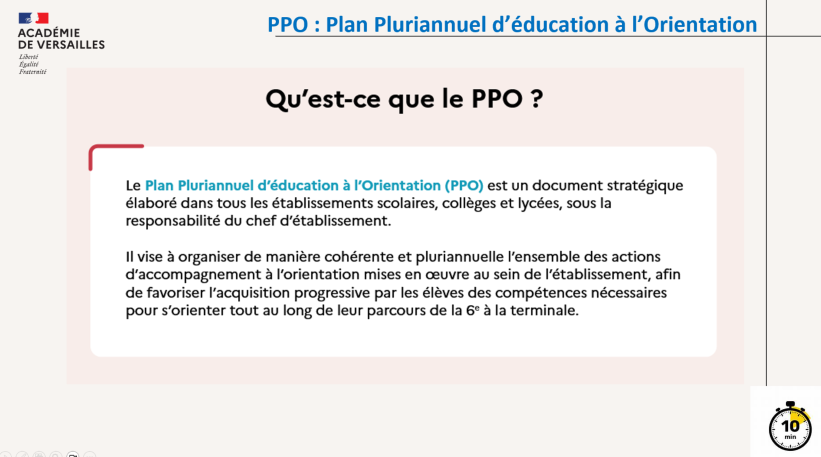 ACADÉMIE
DE VERSAILLES
Liberté
Égalité
Fraternité
PPO : Plan Pluriannuel d’éducation à l’Orientation
Qu’est-ce que le PPO ?
Le Plan Pluriannuel d’éducation à l’Orientation (PPO) est un document stratégique
élaboré dans tous les établissements scolaires, collèges et lycées, sous la
responsabilité du chef d’établissement.
Il vise à organiser de manière cohérente et pluriannuelle l’ensemble des actions
d’accompagnement à l’orientation mises en œuvre au sein de l’établissement, afin
de favoriser l’acquisition progressive par les élèves des compétences nécessaires
pour s’orienter tout au long de leur parcours de la 6ᵉ à la terminale.
10
min